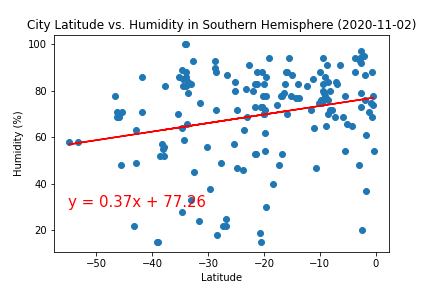 City Latitude vs. Humidity in Southern Hemisphere (2020-11-02)
100
80
60
40
20
Humidity (%)
y = 0.37x + 77.26
−50 −40 −30 −20 −10 0
Latitude